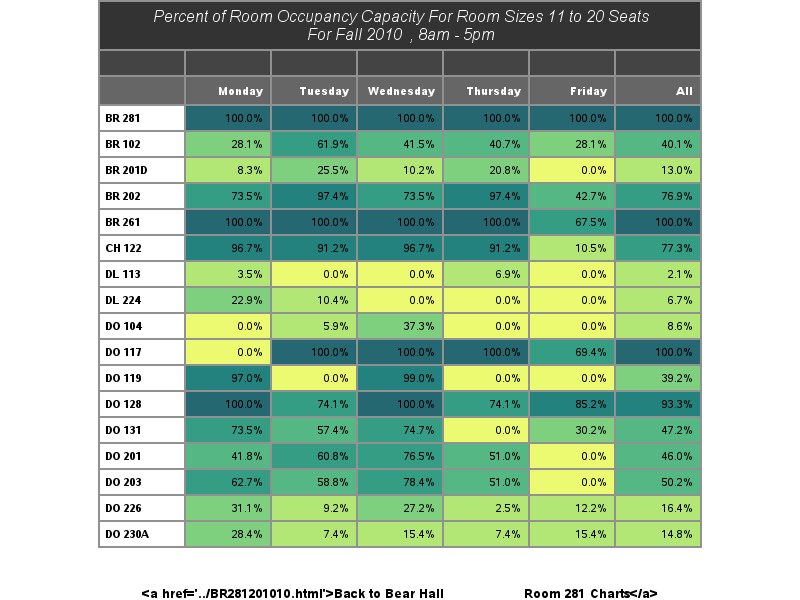 Percent of Room Occupancy Capacity For Room Sizes 11 to 20 Seats
For Fall 2010 , 8am - 5pm
Monday Tuesday Wednesday Thursday Friday All
BR 281 100.0% 100.0% 100.0% 100.0% 100.0% 100.0%
BR 102 28.1% 61.9% 41.5% 40.7% 28.1% 40.1%
BR 201D 8.3% 25.5% 10.2% 20.8% 0.0% 13.0%
BR 202 73.5% 97.4% 73.5% 97.4% 42.7% 76.9%
BR 261 100.0% 100.0% 100.0% 100.0% 67.5% 100.0%
CH 122 96.7% 91.2% 96.7% 91.2% 10.5% 77.3%
DL 113 3.5% 0.0% 0.0% 6.9% 0.0% 2.1%
DL 224 22.9% 10.4% 0.0% 0.0% 0.0% 6.7%
DO 104 0.0% 5.9% 37.3% 0.0% 0.0% 8.6%
DO 117 0.0% 100.0% 100.0% 100.0% 69.4% 100.0%
DO 119 97.0% 0.0% 99.0% 0.0% 0.0% 39.2%
DO 128 100.0% 74.1% 100.0% 74.1% 85.2% 93.3%
DO 131 73.5% 57.4% 74.7% 0.0% 30.2% 47.2%
DO 201 41.8% 60.8% 76.5% 51.0% 0.0% 46.0%
DO 203 62.7% 58.8% 78.4% 51.0% 0.0% 50.2%
DO 226 31.1% 9.2% 27.2% 2.5% 12.2% 16.4%
DO 230A 28.4% 7.4% 15.4% 7.4% 15.4% 14.8%
<a href='../BR281201010.html'>Back to Bear Hall Room 281 Charts</a>